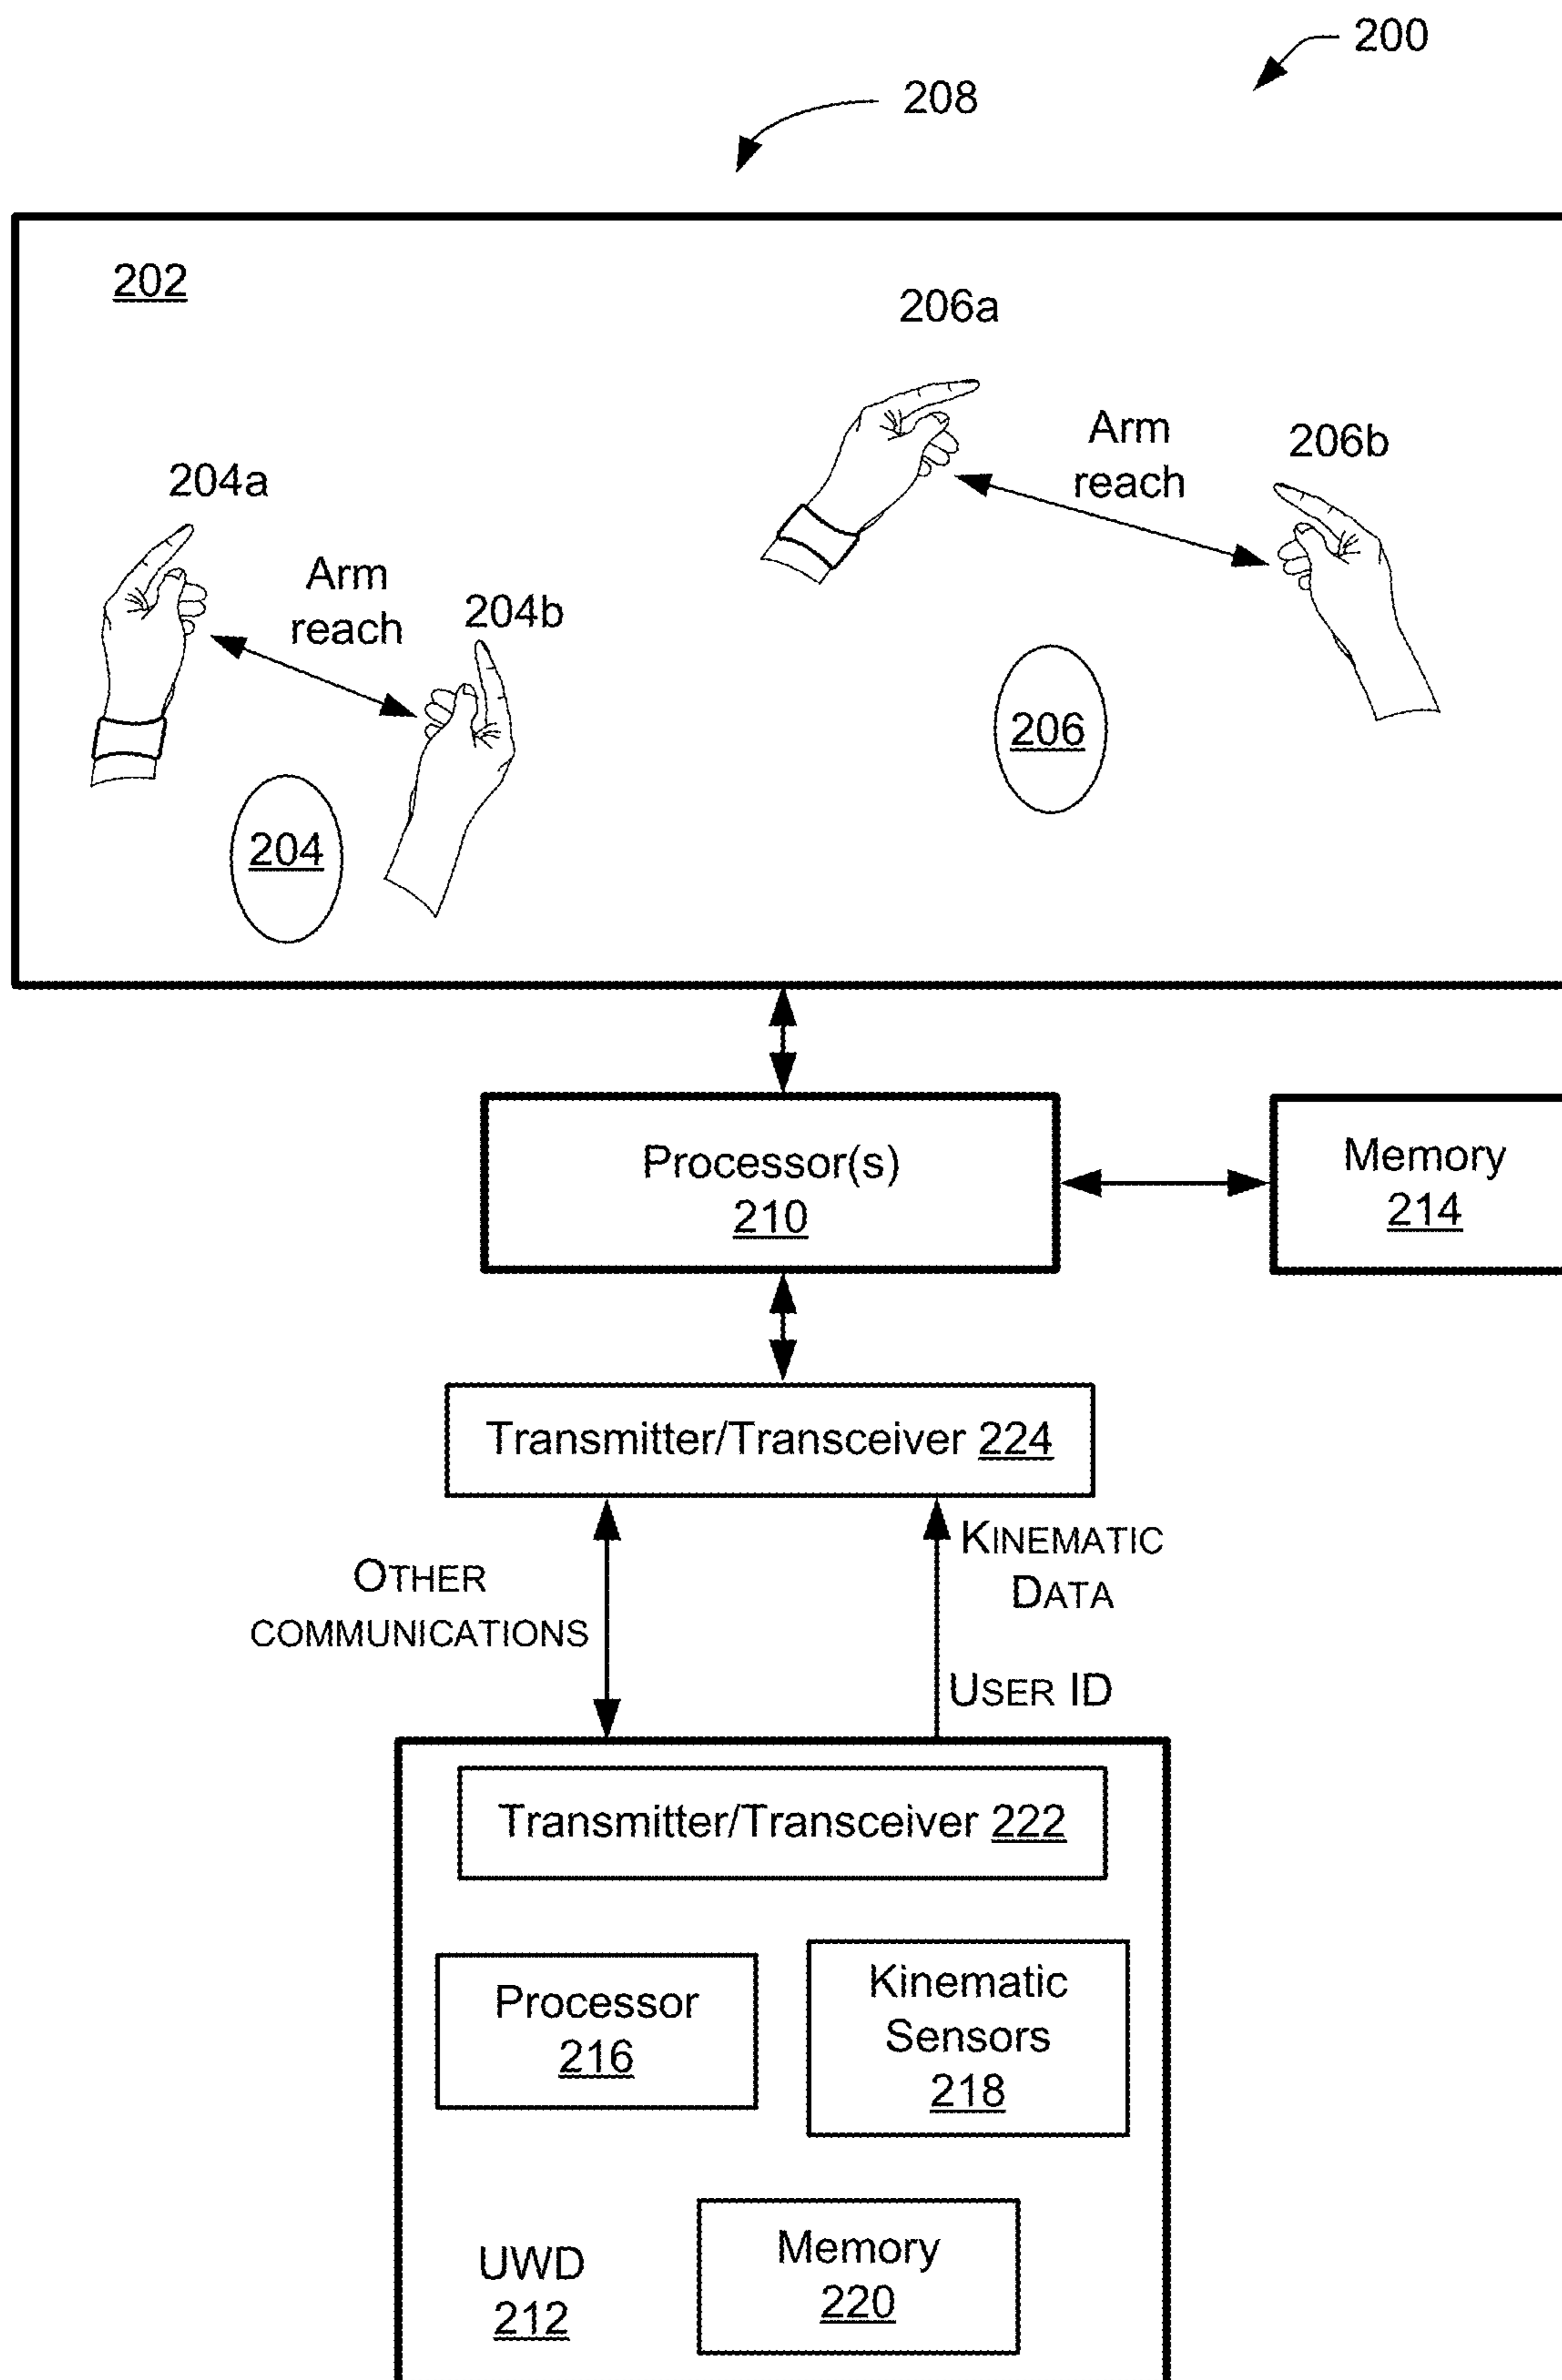 200
208
202
206a
Arm
reach
206b
204a
Arm
reach
204b
206
204
Processor(s)
210
Memory
214
Transmitter/Transceiver 224
KINEMATIC
DATA
OTHER
COMMUNICATIONS
USER ID
Transmitter/Transceiver 222
Processor
216
Kinematic
Sensors
218
Memory
220
UWD
212